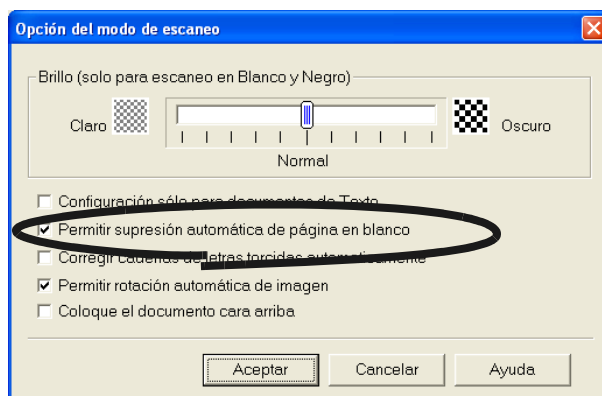 Opción del modo de escaneo
Brillo (solo para escaneo en Blanco y Negro)
Claro
Oscuro
Normal
Configuración sólo para documentos de Texto
Permitir supresión automática de página en blanco
Corregir cadenas de letras torcidas automáticamente
Permitir rotación automática de imagen
Coloque el documento cara arriba
Aceptar
Cancelar
Ayuda